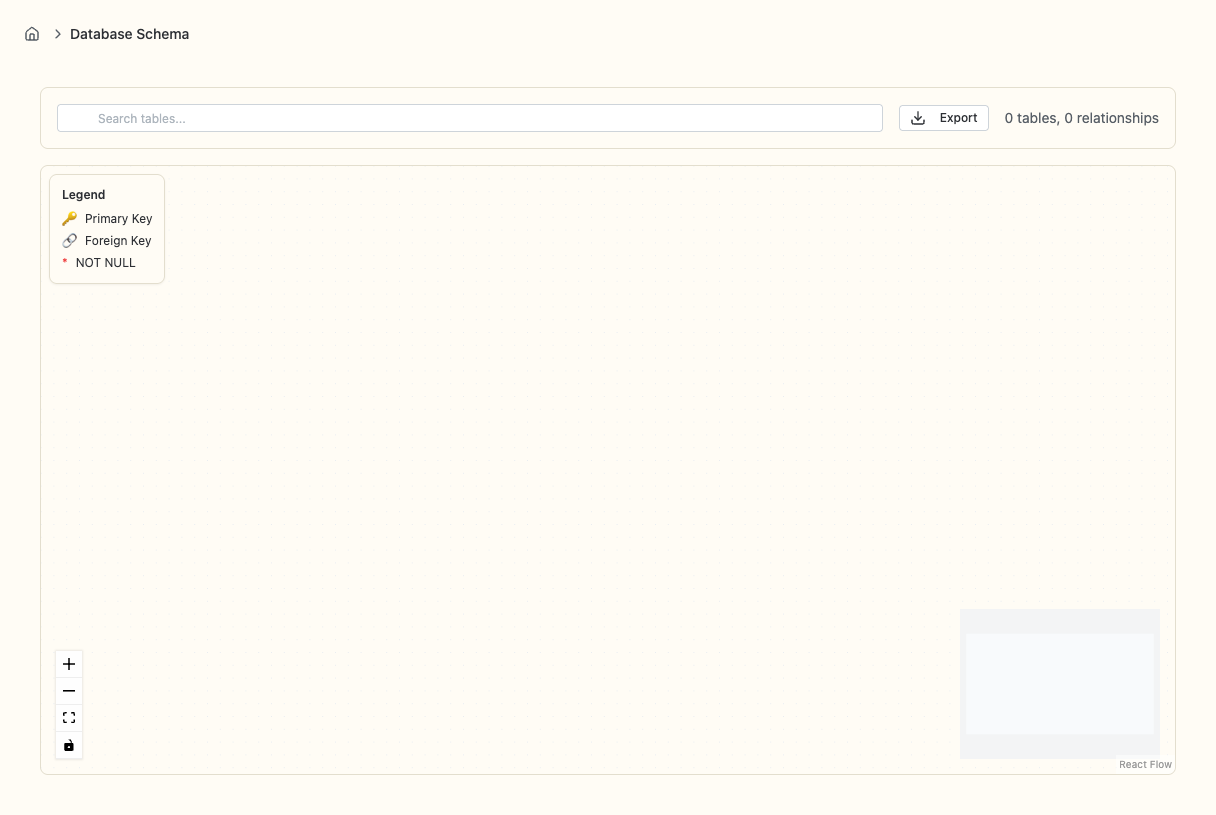 Database Schema
Search tables...
Export
0 tables, 0 relationships
Legend
🔑 Primary Key
🔗 Foreign Key
* NOT NULL
React Flow